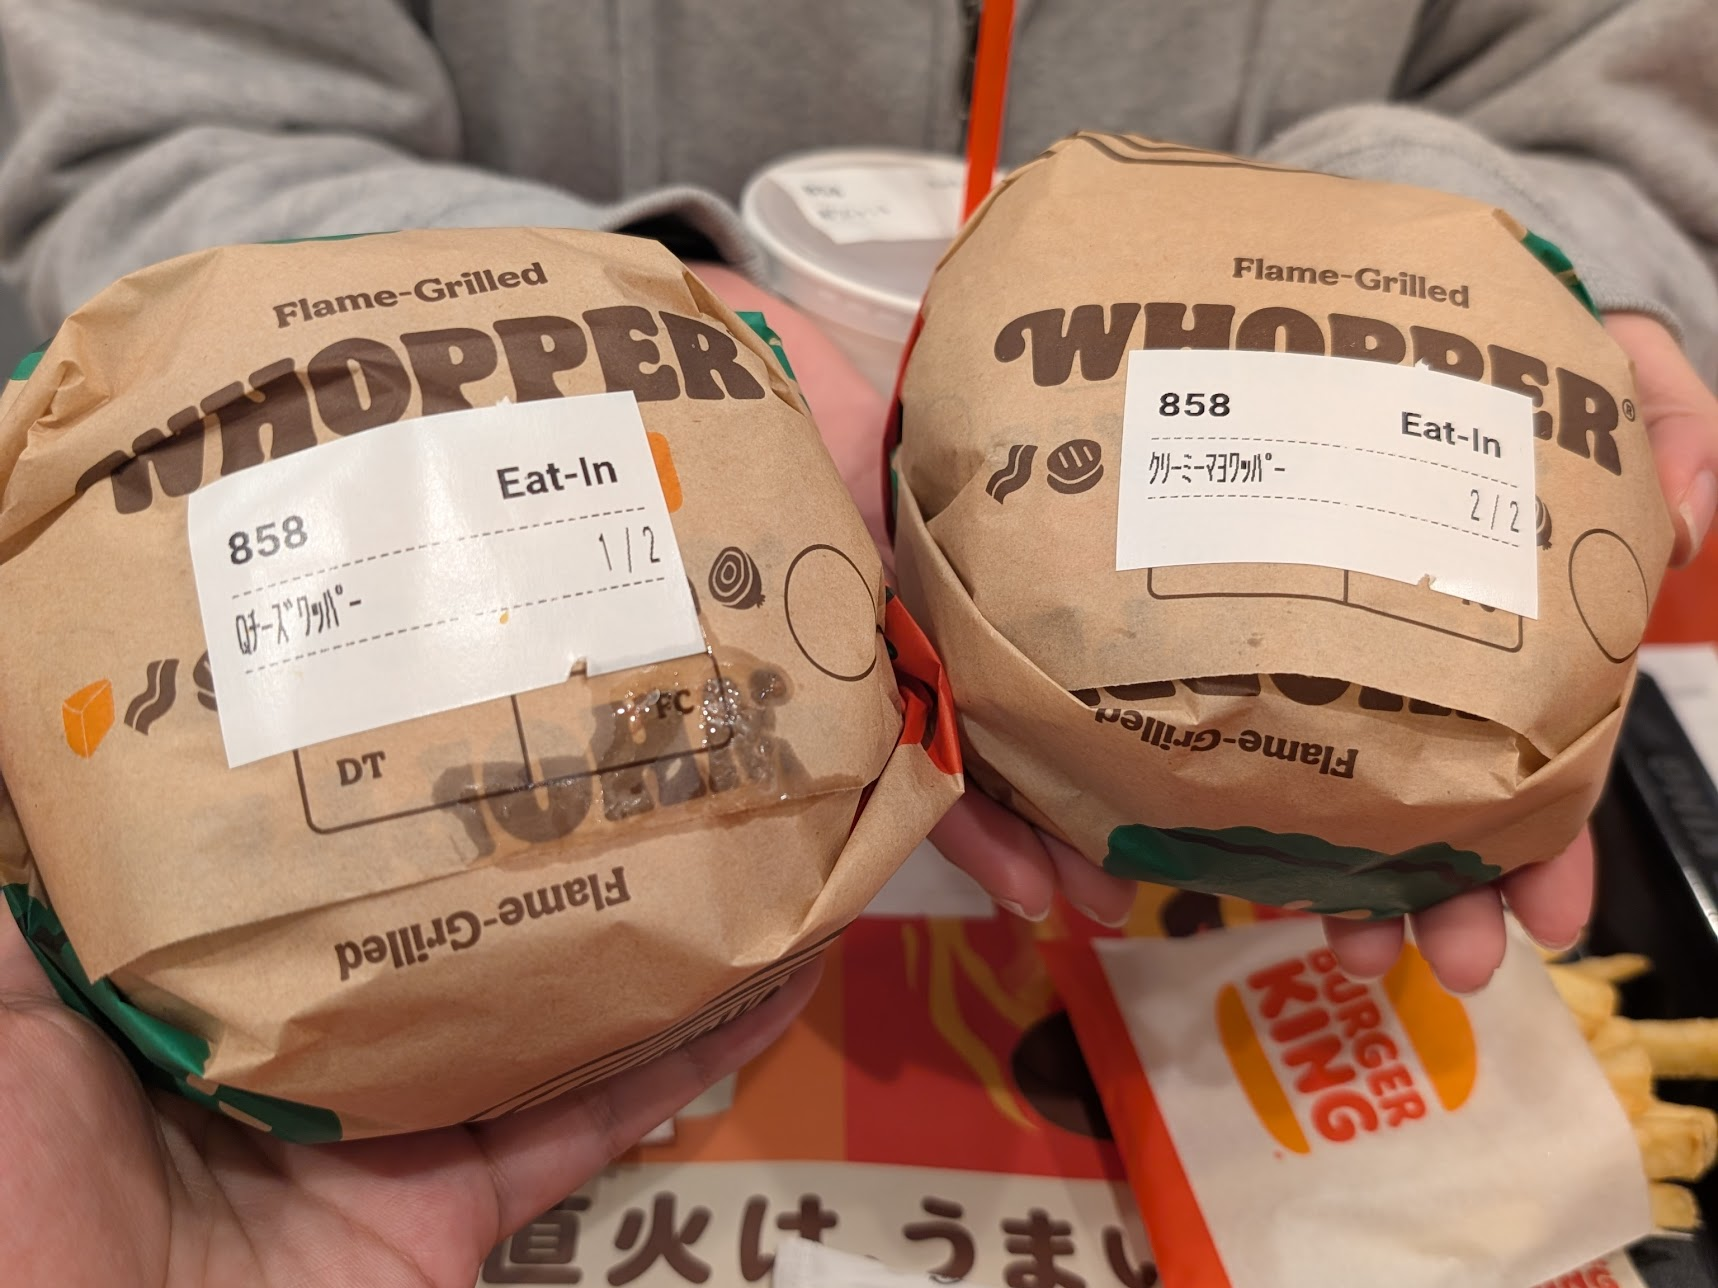 Flame-Grilled
WHOPPER
858 Eat-In
1/2
Qチーズワッパー
DT FC
Flame-Grilled
Flame-Grilled
WHOPPER®
858 Eat-In
クリーミーマヨワッパー
2/2
Flame-Grilled
858
BURGER
KING
直火は、うまい